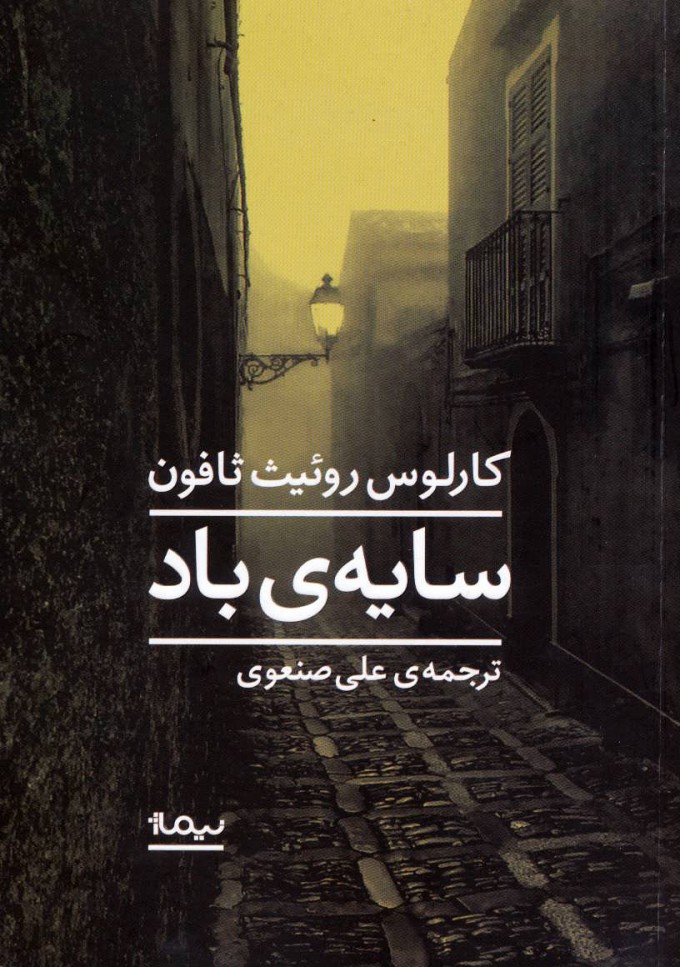 کارلوس روئیث ثافون
سایه‌ی باد
ترجمه‌ی علی صنعوی
نیماژ